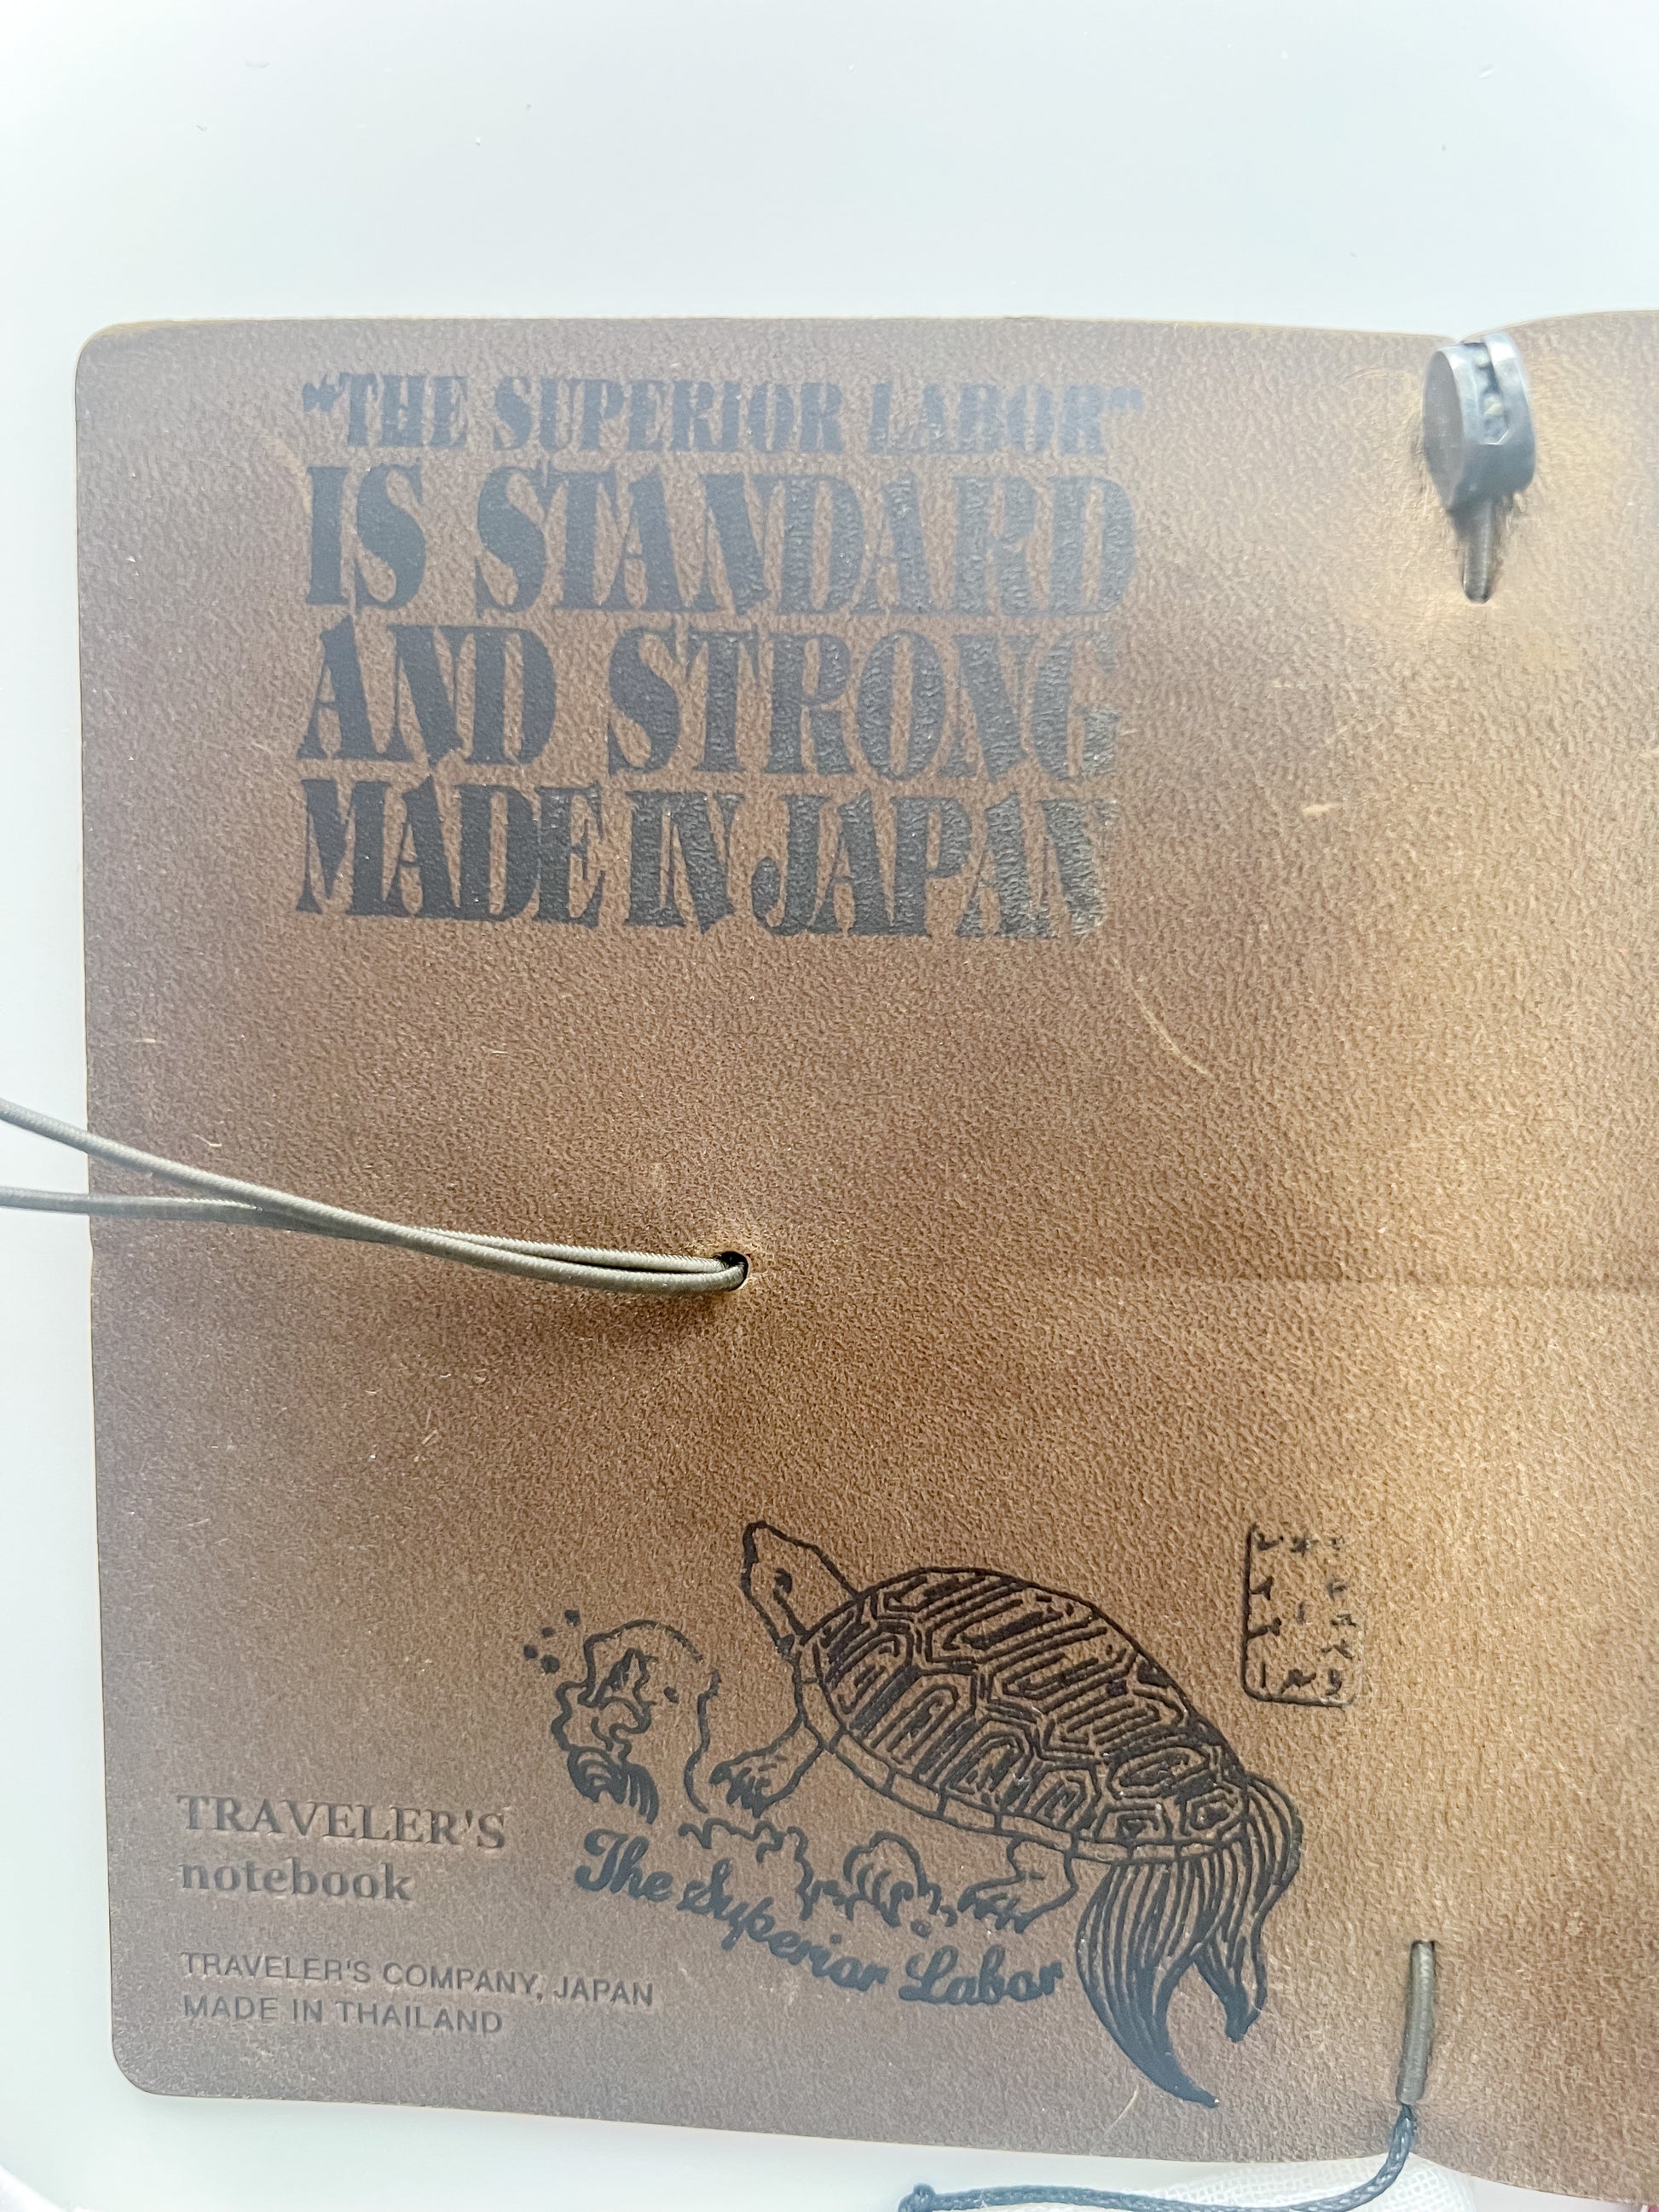 “THE SUPERIOR LABOR”
IS STANDARD
AND STRONG
MADE IN JAPAN
The Superior Labor
TRAVELER'S
notebook
TRAVELER'S COMPANY, JAPAN
MADE IN THAILAND